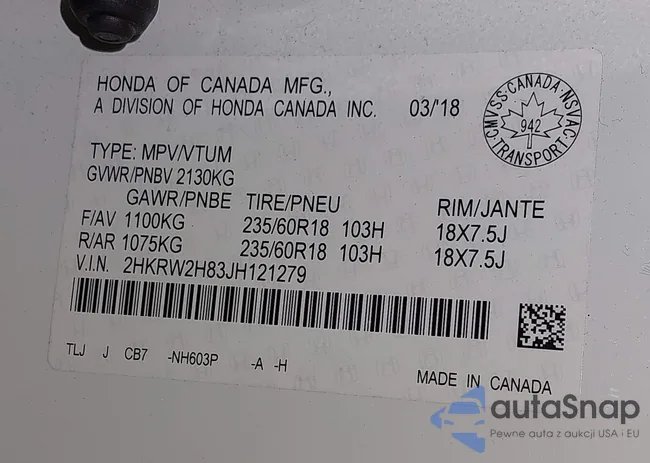 HONDA OF CANADA MFG.,
A DIVISION OF HONDA CANADA INC. 03/'18
CMVSS·CANADA·NSVAC
942
TRANSPORT
TYPE: MPV/VTUM
GVWR/PNBV 2130KG
GAWR/PNBE TIRE/PNEU RIM/JANTE
F/AV 1100KG 235/60R18 103H 18X7.5J
R/AR 1075KG 235/60R18 103H 18X7.5J
V.I.N. 2HKRW2H83JH121279
TLJ J CB7 -NH603P -A -H
MADE IN CANADA
autaSnap
Pewne auta z aukcji USA i EU